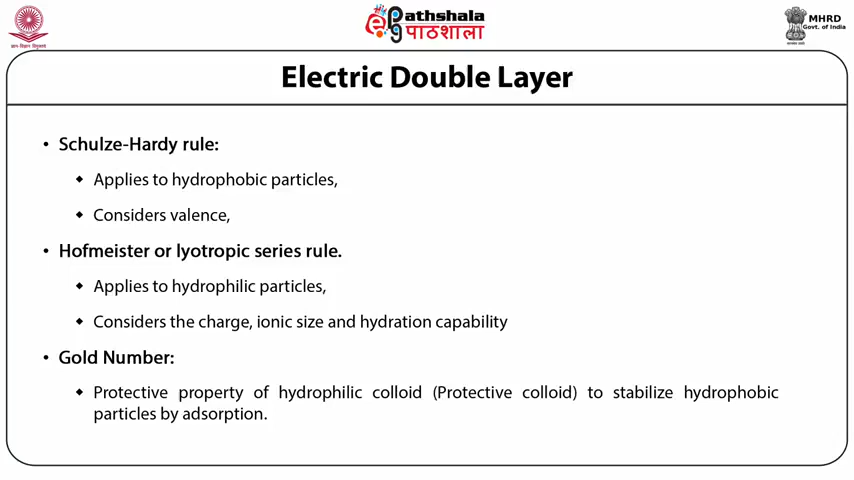 Pathshala
पाठशाला
MHRD
Govt. of India
Electric Double Layer
• Schulze-Hardy rule:
Applies to hydrophobic particles,
Considers valence,
• Hofmeister or lyotropic series rule.
Applies to hydrophilic particles,
Considers the charge, ionic size and hydration capability
• Gold Number:
Protective property of hydrophilic colloid (Protective colloid) to stabilize hydrophobic
particles by adsorption.